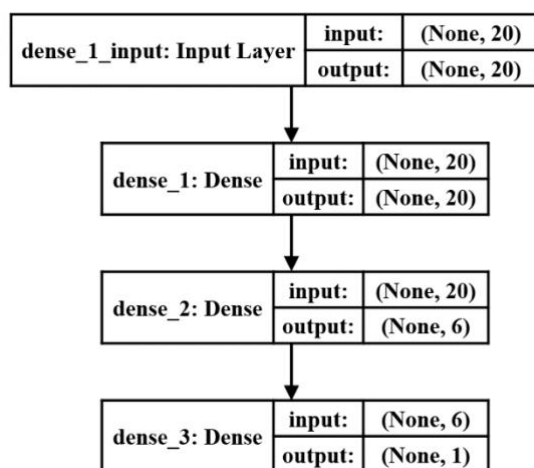 dense_1_input: Input Layer
input: (None, 20)
output: (None, 20)
dense_1: Dense
input: (None, 20)
output: (None, 20)
dense_2: Dense
input: (None, 20)
output: (None, 6)
dense_3: Dense
input: (None, 6)
output: (None, 1)